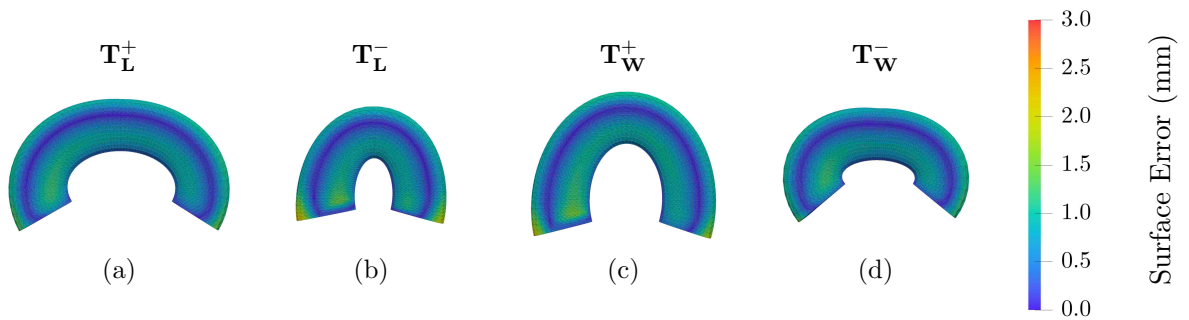 T_L^+
T_L^-
T_W^+
T_W^-
(a)
(b)
(c)
(d)
3.0
2.5
2.0
1.5
1.0
0.5
0.0
Surface Error (mm)